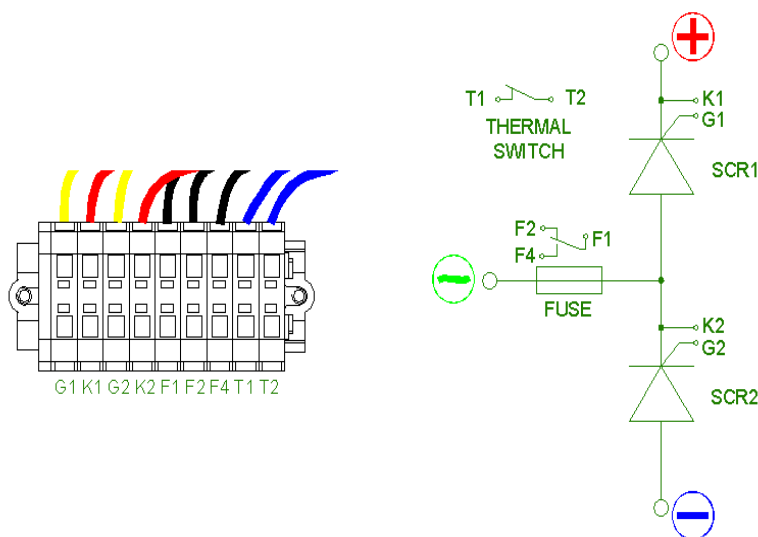 T1 T2
THERMAL
SWITCH
K1
G1
SCR1
F2
F1
F4
FUSE
K2
G2
SCR2
G1 K1 G2 K2 F1 F2 F4 T1 T2